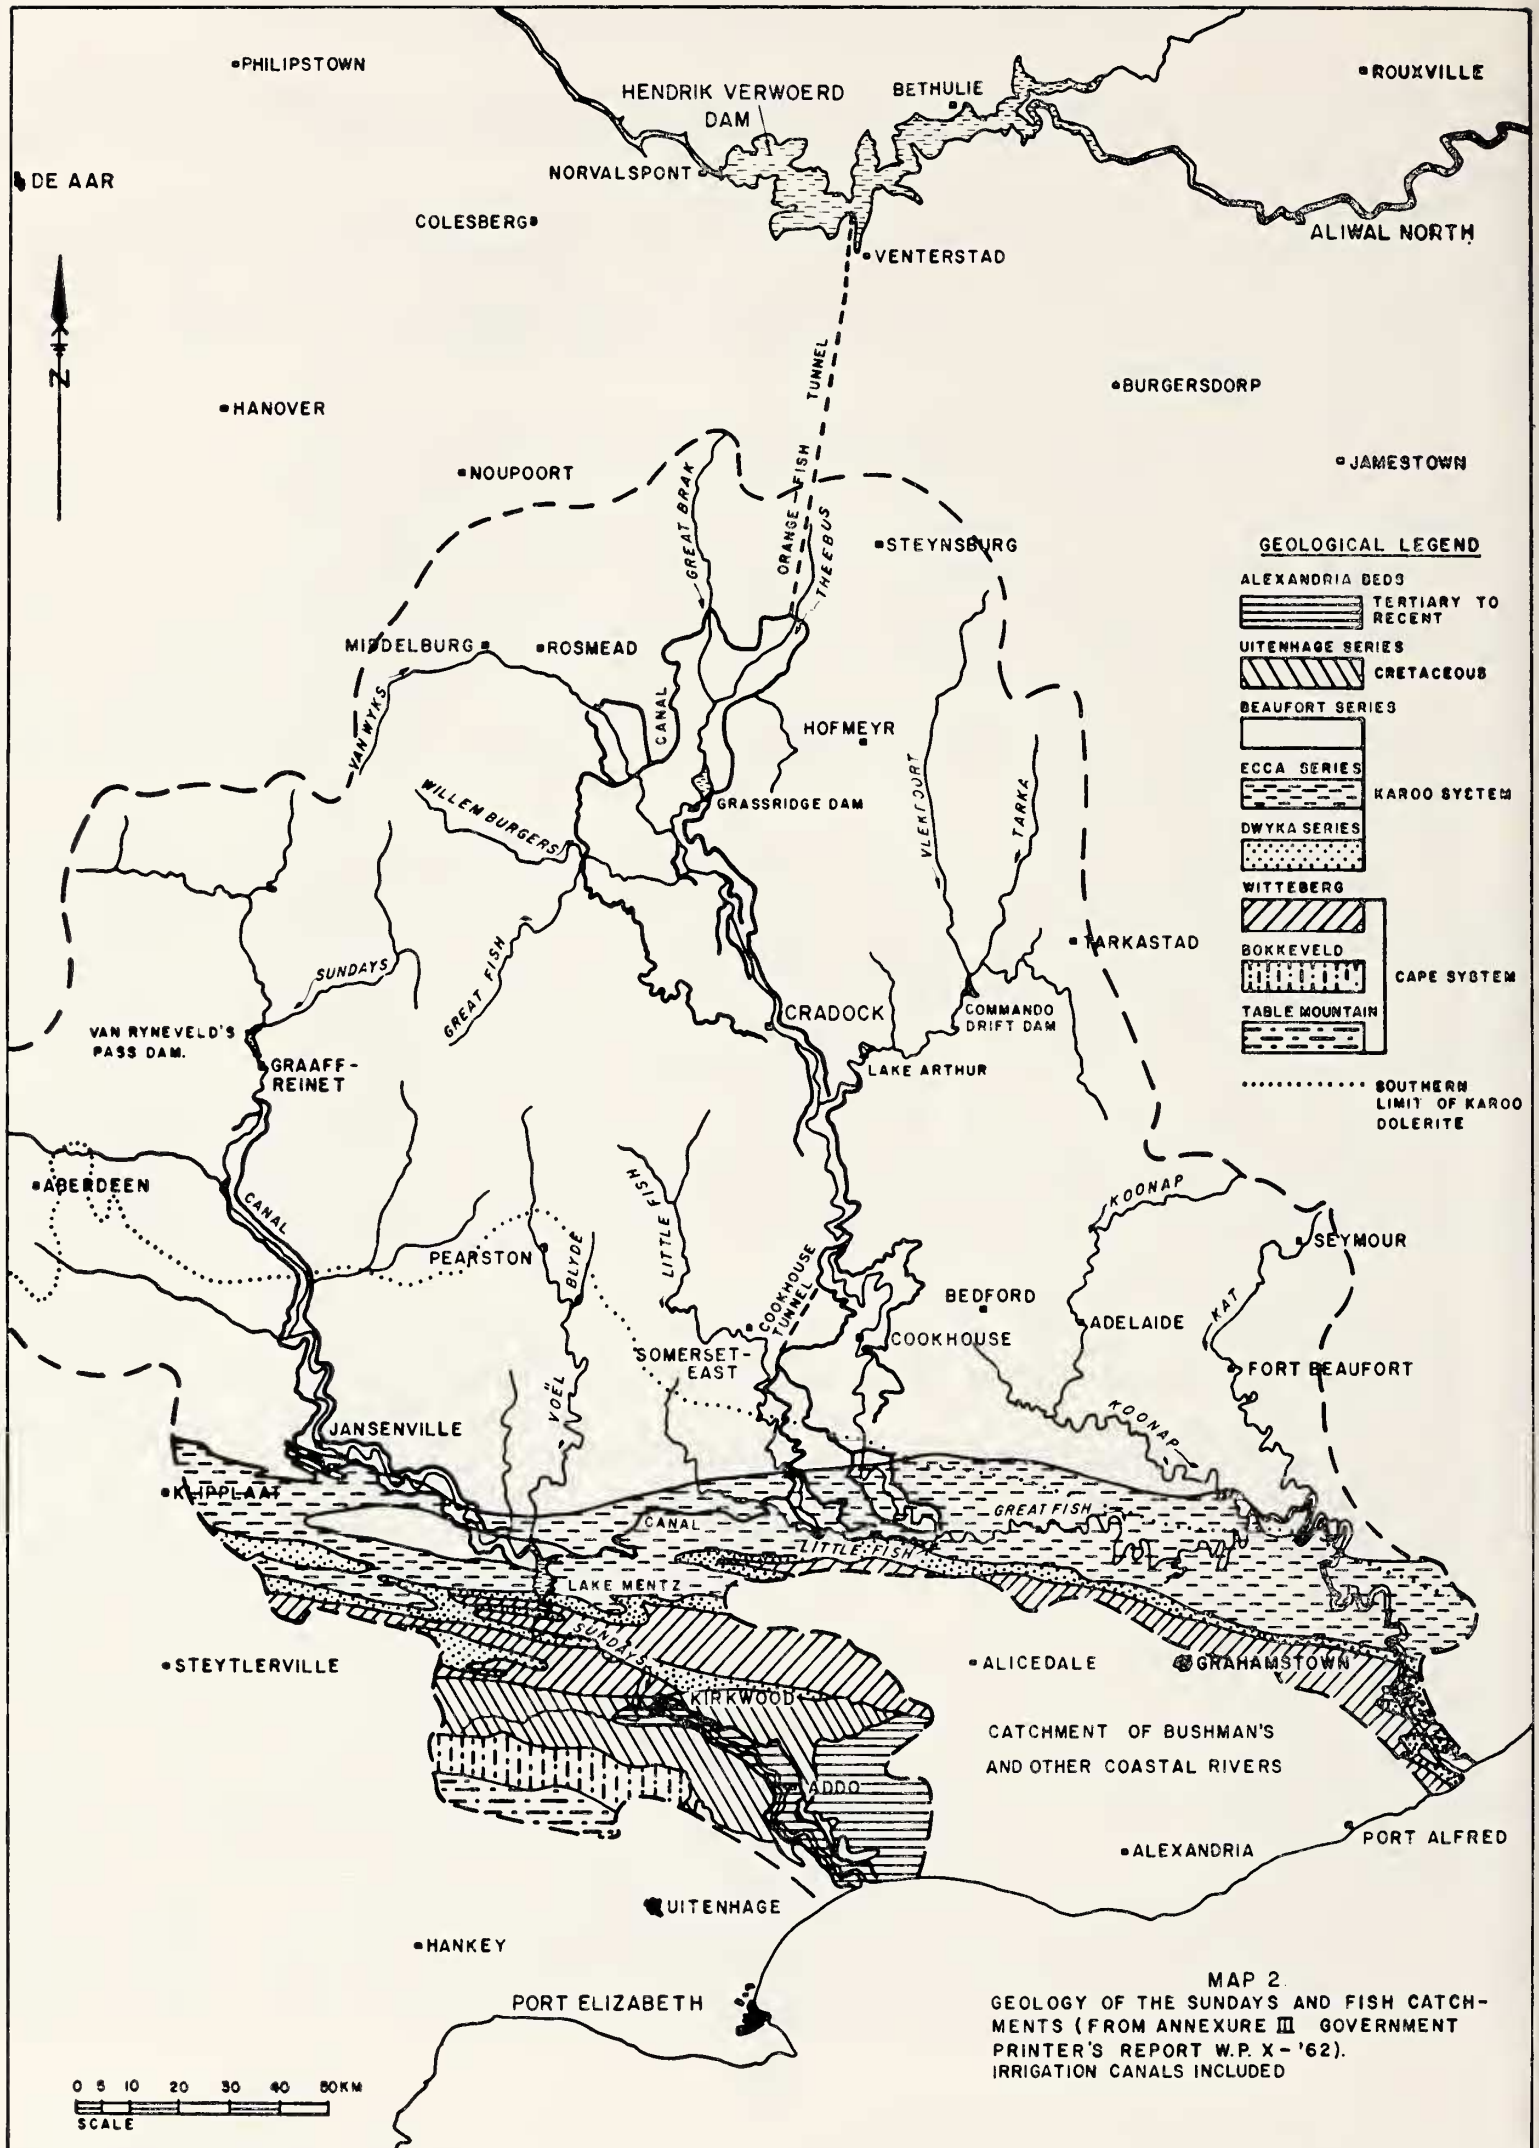 PHILIPSTOWN
ROUXVILLE
HENDRIK VERWOERD
DAM
BETHULIE
NORVALSPONT
DE AAR
COLESBERG
ALIWAL NORTH
VENTERSTAD
ORANGE-FISH TUNNEL
N
BURGERSDORP
HANOVER
NOUPOORT
JAMESTOWN
GREAT BRAK
THEEBUS
STEYNSBURG
GEOLOGICAL LEGEND
ALEXANDRIA BEDS
TERTIARY TO
RECENT
UITENHAGE SERIES
CRETACEOUS
BEAUFORT SERIES
ECCA SERIES
KAROO SYSTEM
DWYKA SERIES
WITTEBERG
BOKKEVELD
CAPE SYSTEM
TABLE MOUNTAIN
SOUTHERN
LIMIT OF KAROO
DOLERITE
MIDDELBURG
ROSMEAD
VAN WYKS
CANAL
HOFMEYR
WILLEM BURGERS
GRASSRIDGE DAM
VLEKPOORT
TARKA
TARKASTAD
SUNDAYS
GREAT FISH
CRADOCK
COMMANDO
DRIFT DAM
VAN RYNEVELD'S
PASS DAM.
GRAAFF-
REINET
LAKE ARTHUR
ABERDEEN
CANAL
LITTLE FISH
KOONAP
PEARSTON
BLYDE
COOKHOUSE
TUNNEL
SEYMOUR
BEDFORD
KAT
ADELAIDE
COOKHOUSE
SOMERSET-
EAST
FORT BEAUFORT
VOËL
KOONAP
JANSENVILLE
KLIPPLAAT
GREAT FISH
CANAL
LITTLE FISH
LAKE MENTZ
SUNDAYS
STEYTLERVILLE
ALICEDALE
GRAHAMSTOWN
KIRKWOOD
CATCHMENT OF BUSHMAN'S
AND OTHER COASTAL RIVERS
ADDO
PORT ALFRED
ALEXANDRIA
UITENHAGE
HANKEY
PORT ELIZABETH
MAP 2.
GEOLOGY OF THE SUNDAYS AND FISH CATCH-
MENTS (FROM ANNEXURE III GOVERNMENT
PRINTER'S REPORT W.P. X-'62).
IRRIGATION CANALS INCLUDED
0 5 10 20 30 40 50KM
SCALE